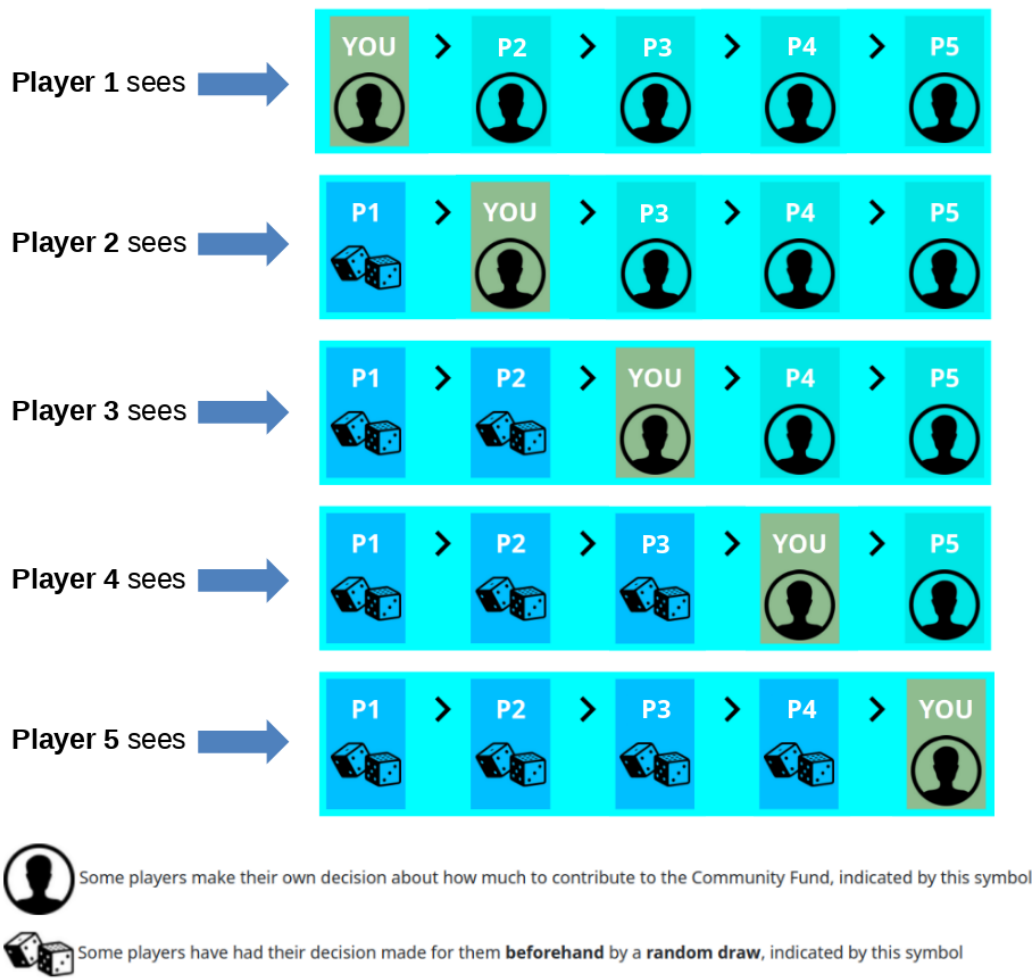 YOU > P2 > P3 > P4 > P5
Player 1 sees
P1 > YOU > P3 > P4 > P5
Player 2 sees
P1 > P2 > YOU > P4 > P5
Player 3 sees
P1 > P2 > P3 > YOU > P5
Player 4 sees
P1 > P2 > P3 > P4 > YOU
Player 5 sees
Some players make their own decision about how much to contribute to the Community Fund, indicated by this symbol
Some players have had their decision made for them beforehand by a random draw, indicated by this symbol